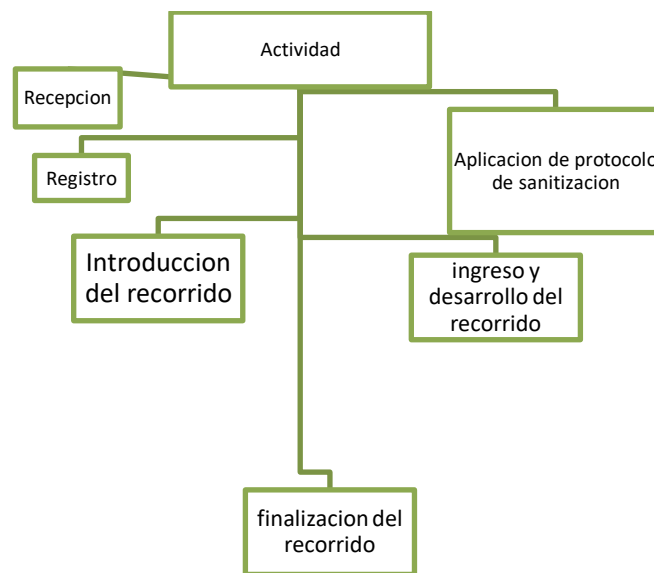 Actividad
Recepcion
Registro
Aplicacion de protocolo
de sanitizacion
Introduccion
del recorrido
ingreso y
desarrollo del
recorrido
finalizacion del
recorrido